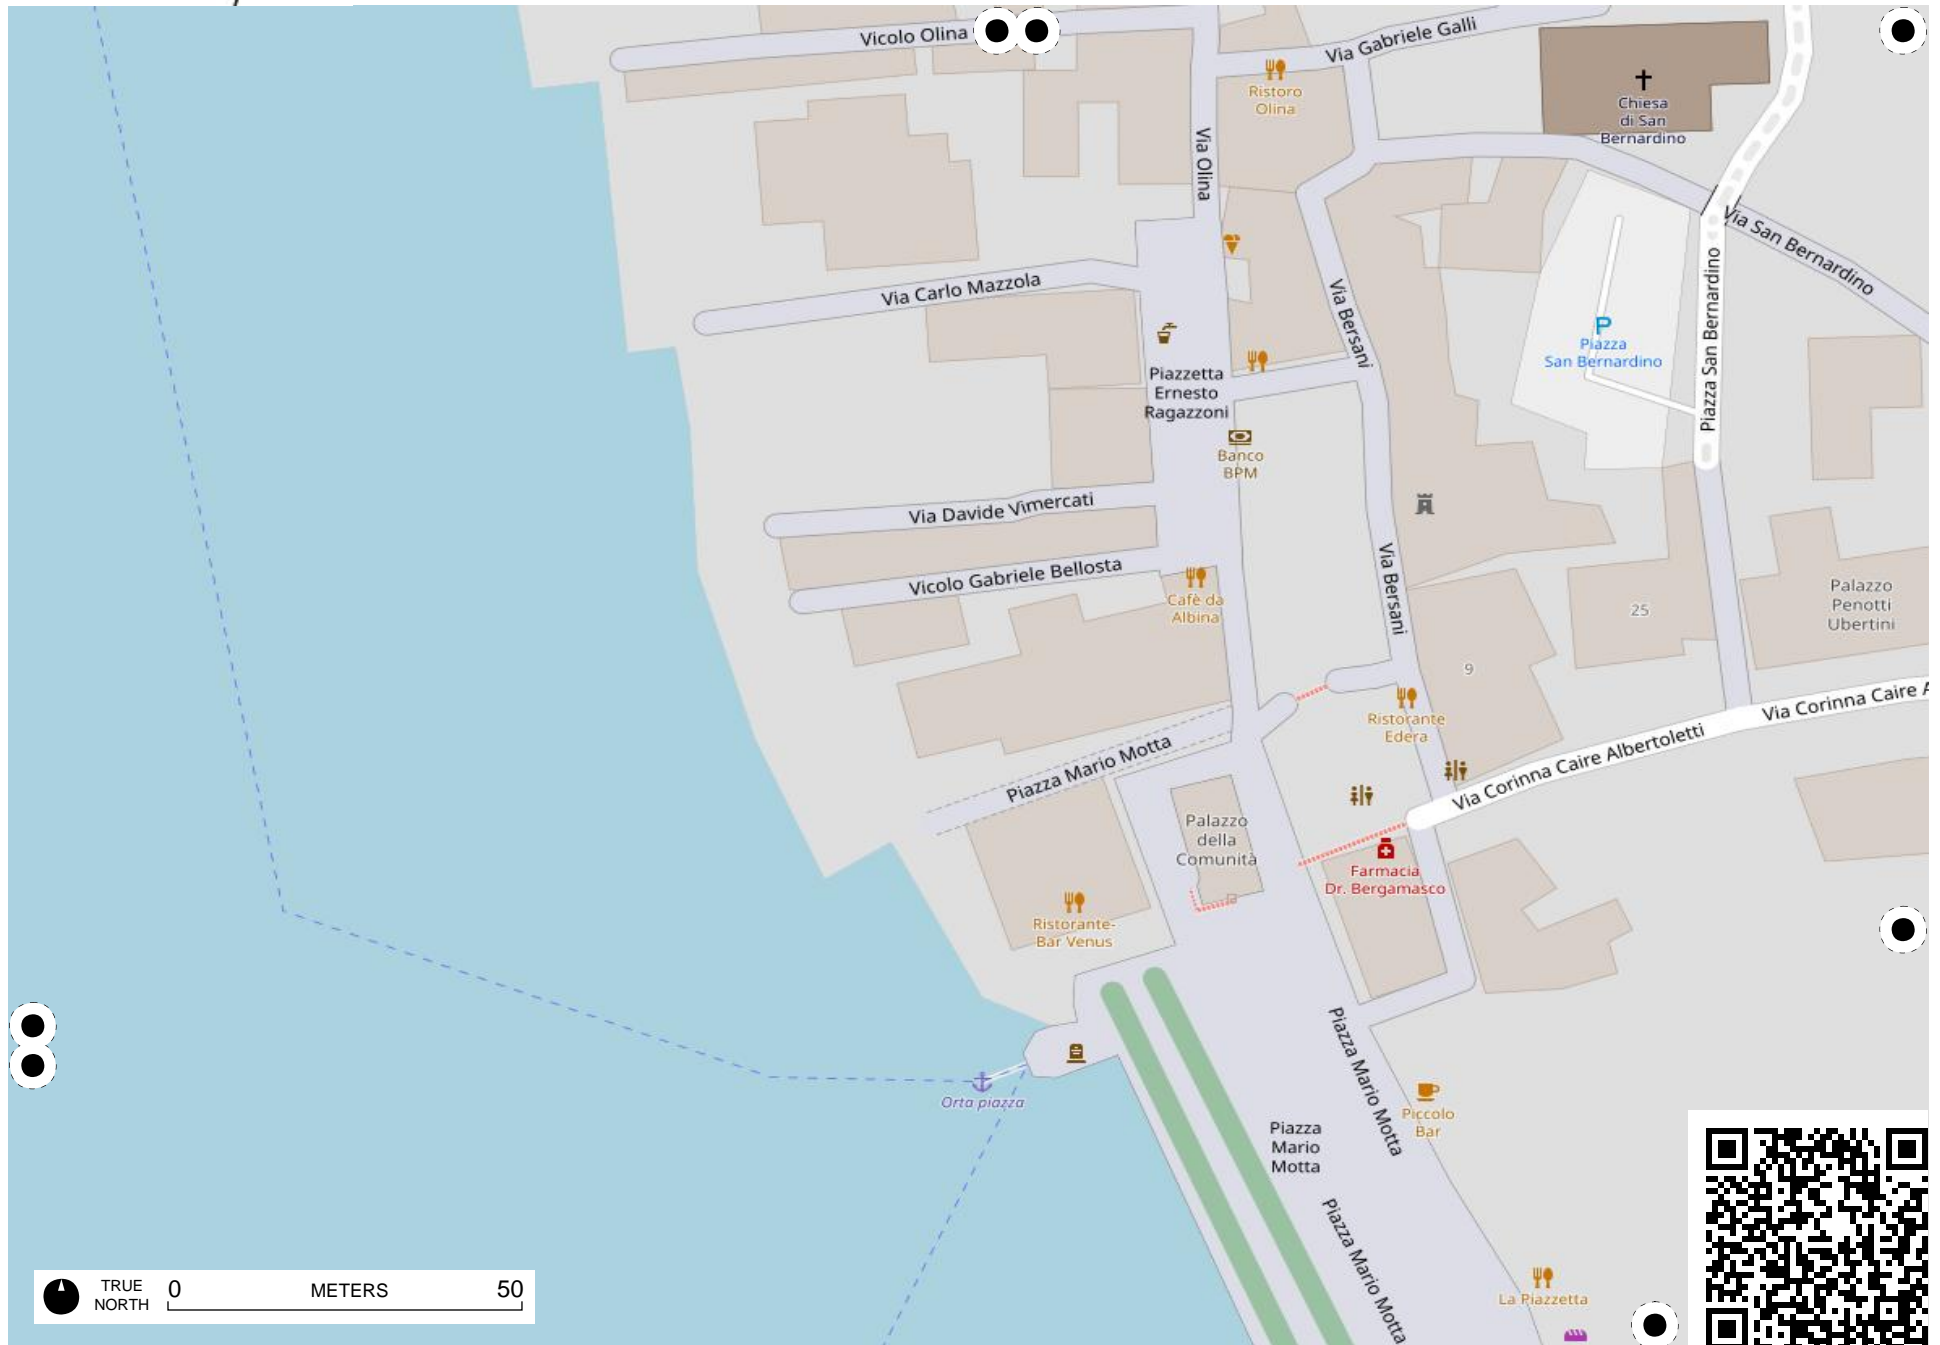 Vicolo Olina
Via Gabriele Galli
Ristoro
Olina
Chiesa
di San
Bernardino
Via Olina
Via San Bernardino
Via Carlo Mazzola
Via Bersani
Piazza San Bernardino
P
Piazza
San Bernardino
Piazzetta
Ernesto
Ragazzoni
Banco
BPM
Via Davide Vimercati
Vicolo Gabriele Bellosta
Cafè da
Albina
Via Bersani
25
Palazzo
Penotti
Ubertini
9
Ristorante
Edera
Via Corinna Caire A
Via Corinna Caire Albertoletti
Piazza Mario Motta
Palazzo
della
Comunità
Farmacia
Dr. Bergamasco
Ristorante-
Bar Venus
Piazza Mario Motta
Orta piazza
Piccolo
Bar
Piazza
Mario
Motta
Piazza Mario Motta
La Piazzetta
TRUE
NORTH
0 METERS 50